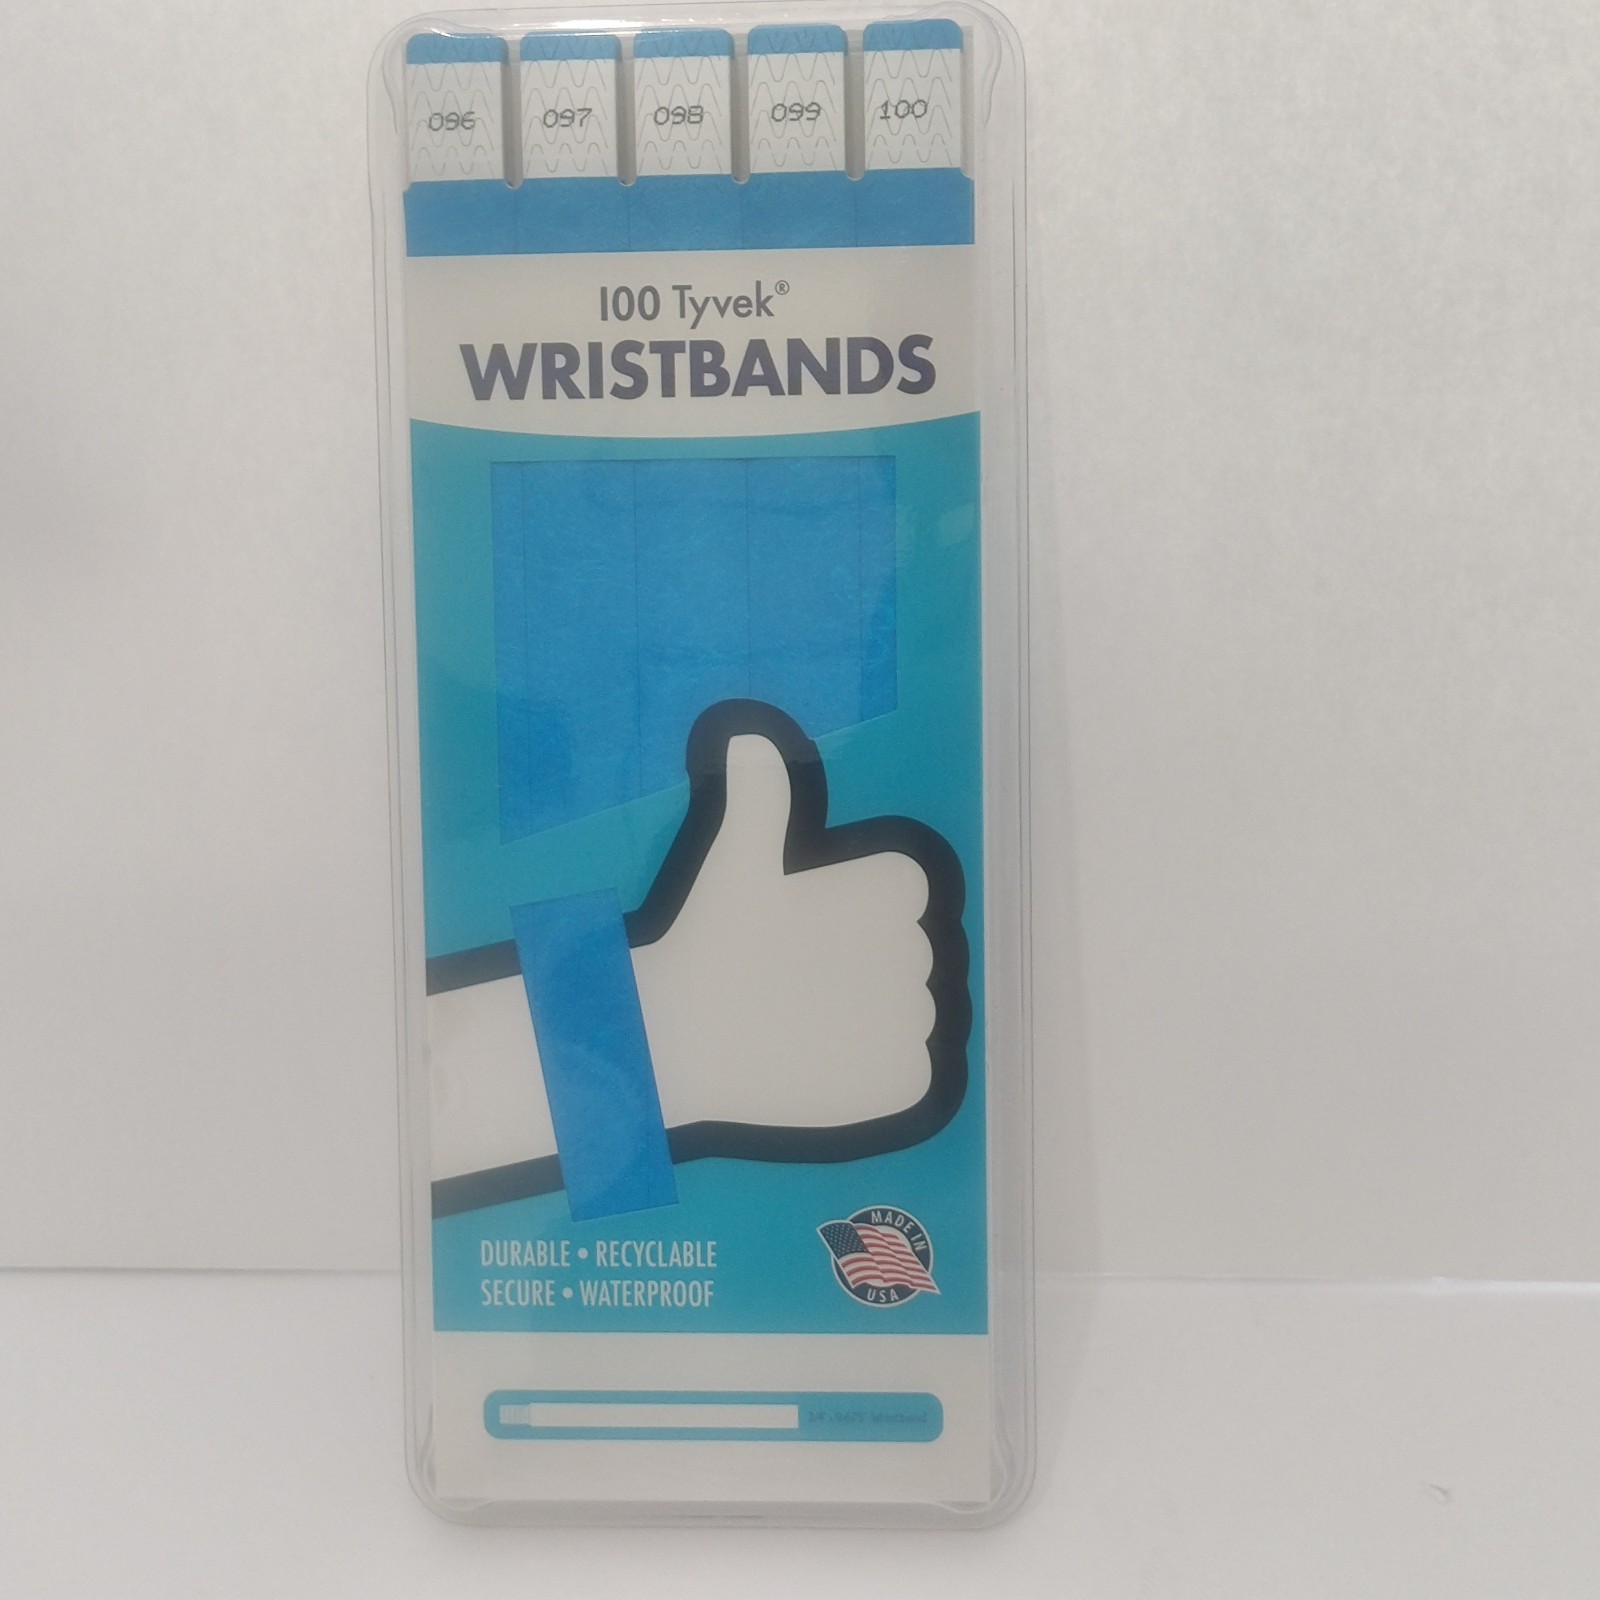 096 097 098 099 100
100 Tyvek®
WRISTBANDS
DURABLE • RECYCLABLE
SECURE • WATERPROOF
MADE IN
USA